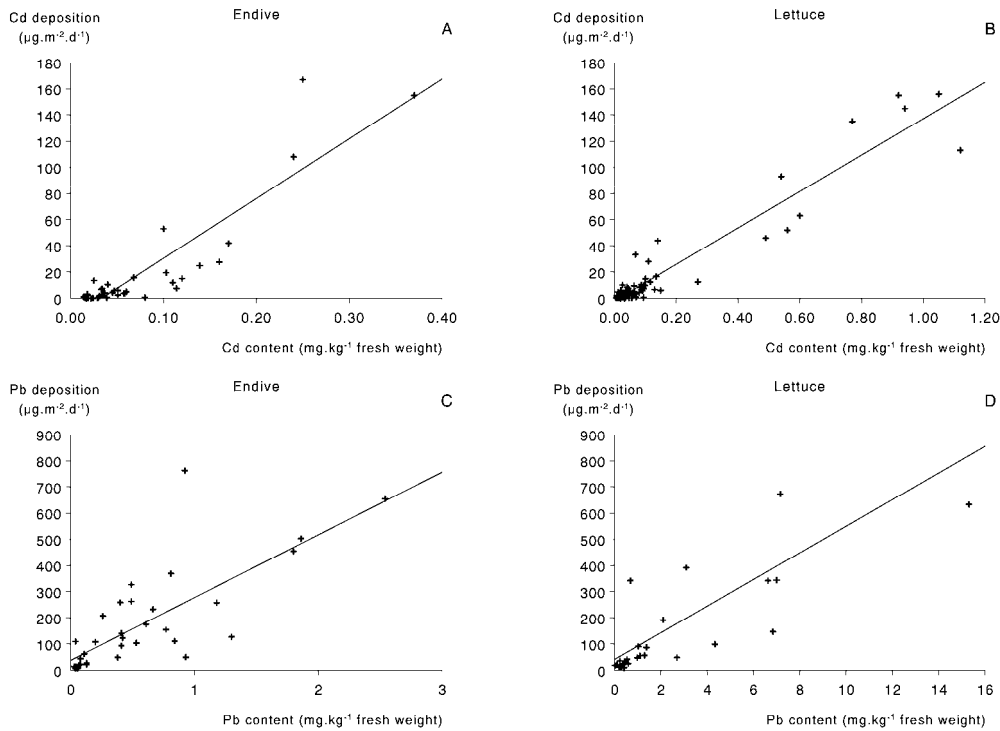 Cd deposition
(µg.m⁻².d⁻¹)
Endive
A
180
160
140
120
100
80
60
40
20
0
0.00 0.10 0.20 0.30 0.40
Cd content (mg.kg⁻¹ fresh weight)
Cd deposition
(µg.m⁻².d⁻¹)
Lettuce
B
180
160
140
120
100
80
60
40
20
0
0.00 0.20 0.40 0.60 0.80 1.00 1.20
Cd content (mg.kg⁻¹ fresh weight)
Pb deposition
(µg.m⁻².d⁻¹)
Endive
C
900
800
700
600
500
400
300
200
100
0
0 1 2 3
Pb content (mg.kg⁻¹ fresh weight)
Pb deposition
(µg.m⁻².d⁻¹)
Lettuce
D
900
800
700
600
500
400
300
200
100
0
0 2 4 6 8 10 12 14 16
Pb content (mg.kg⁻¹ fresh weight)